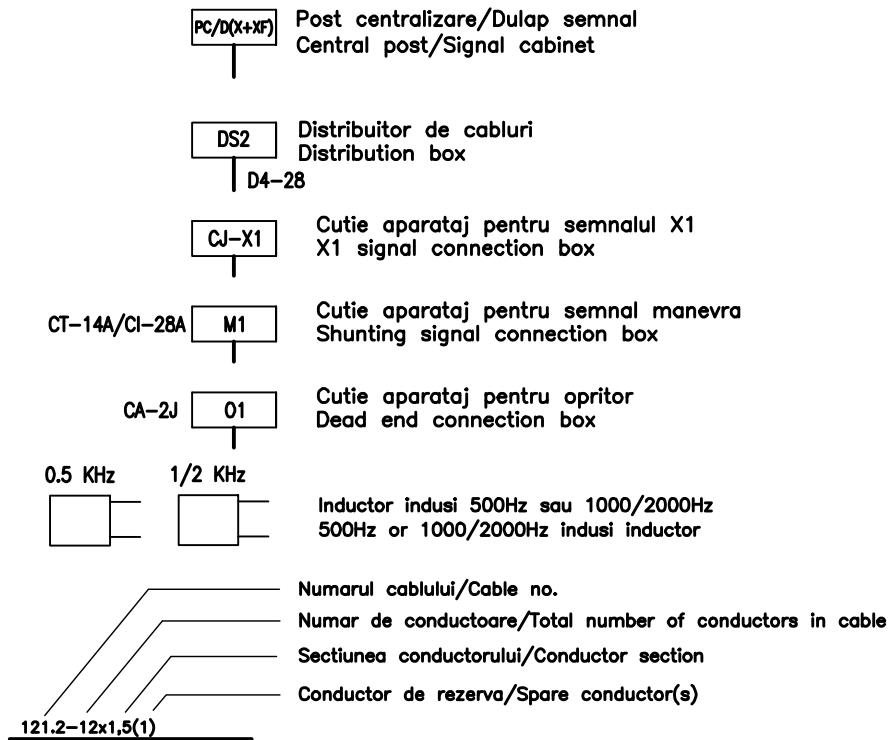 PC/D(X+XF)
Post centralizare/Dulap semnal
Central post/Signal cabinet
DS2
Distribuitor de cabluri
Distribution box
D4-28
CJ-X1
Cutie aparataj pentru semnalul X1
X1 signal connection box
CT-14A/CI-28A
M1
Cutie aparataj pentru semnal manevra
Shunting signal connection box
CA-2J
O1
Cutie aparataj pentru opritor
Dead end connection box
0.5 KHz
1/2 KHz
Inductor indusi 500Hz sau 1000/2000Hz
500Hz or 1000/2000Hz indusi inductor
Numarul cablului/Cable no.
Numar de conductoare/Total number of conductors in cable
Sectiunea conductorului/Conductor section
Conductor de rezerva/Spare conductor(s)
121.2-12x1,5(1)